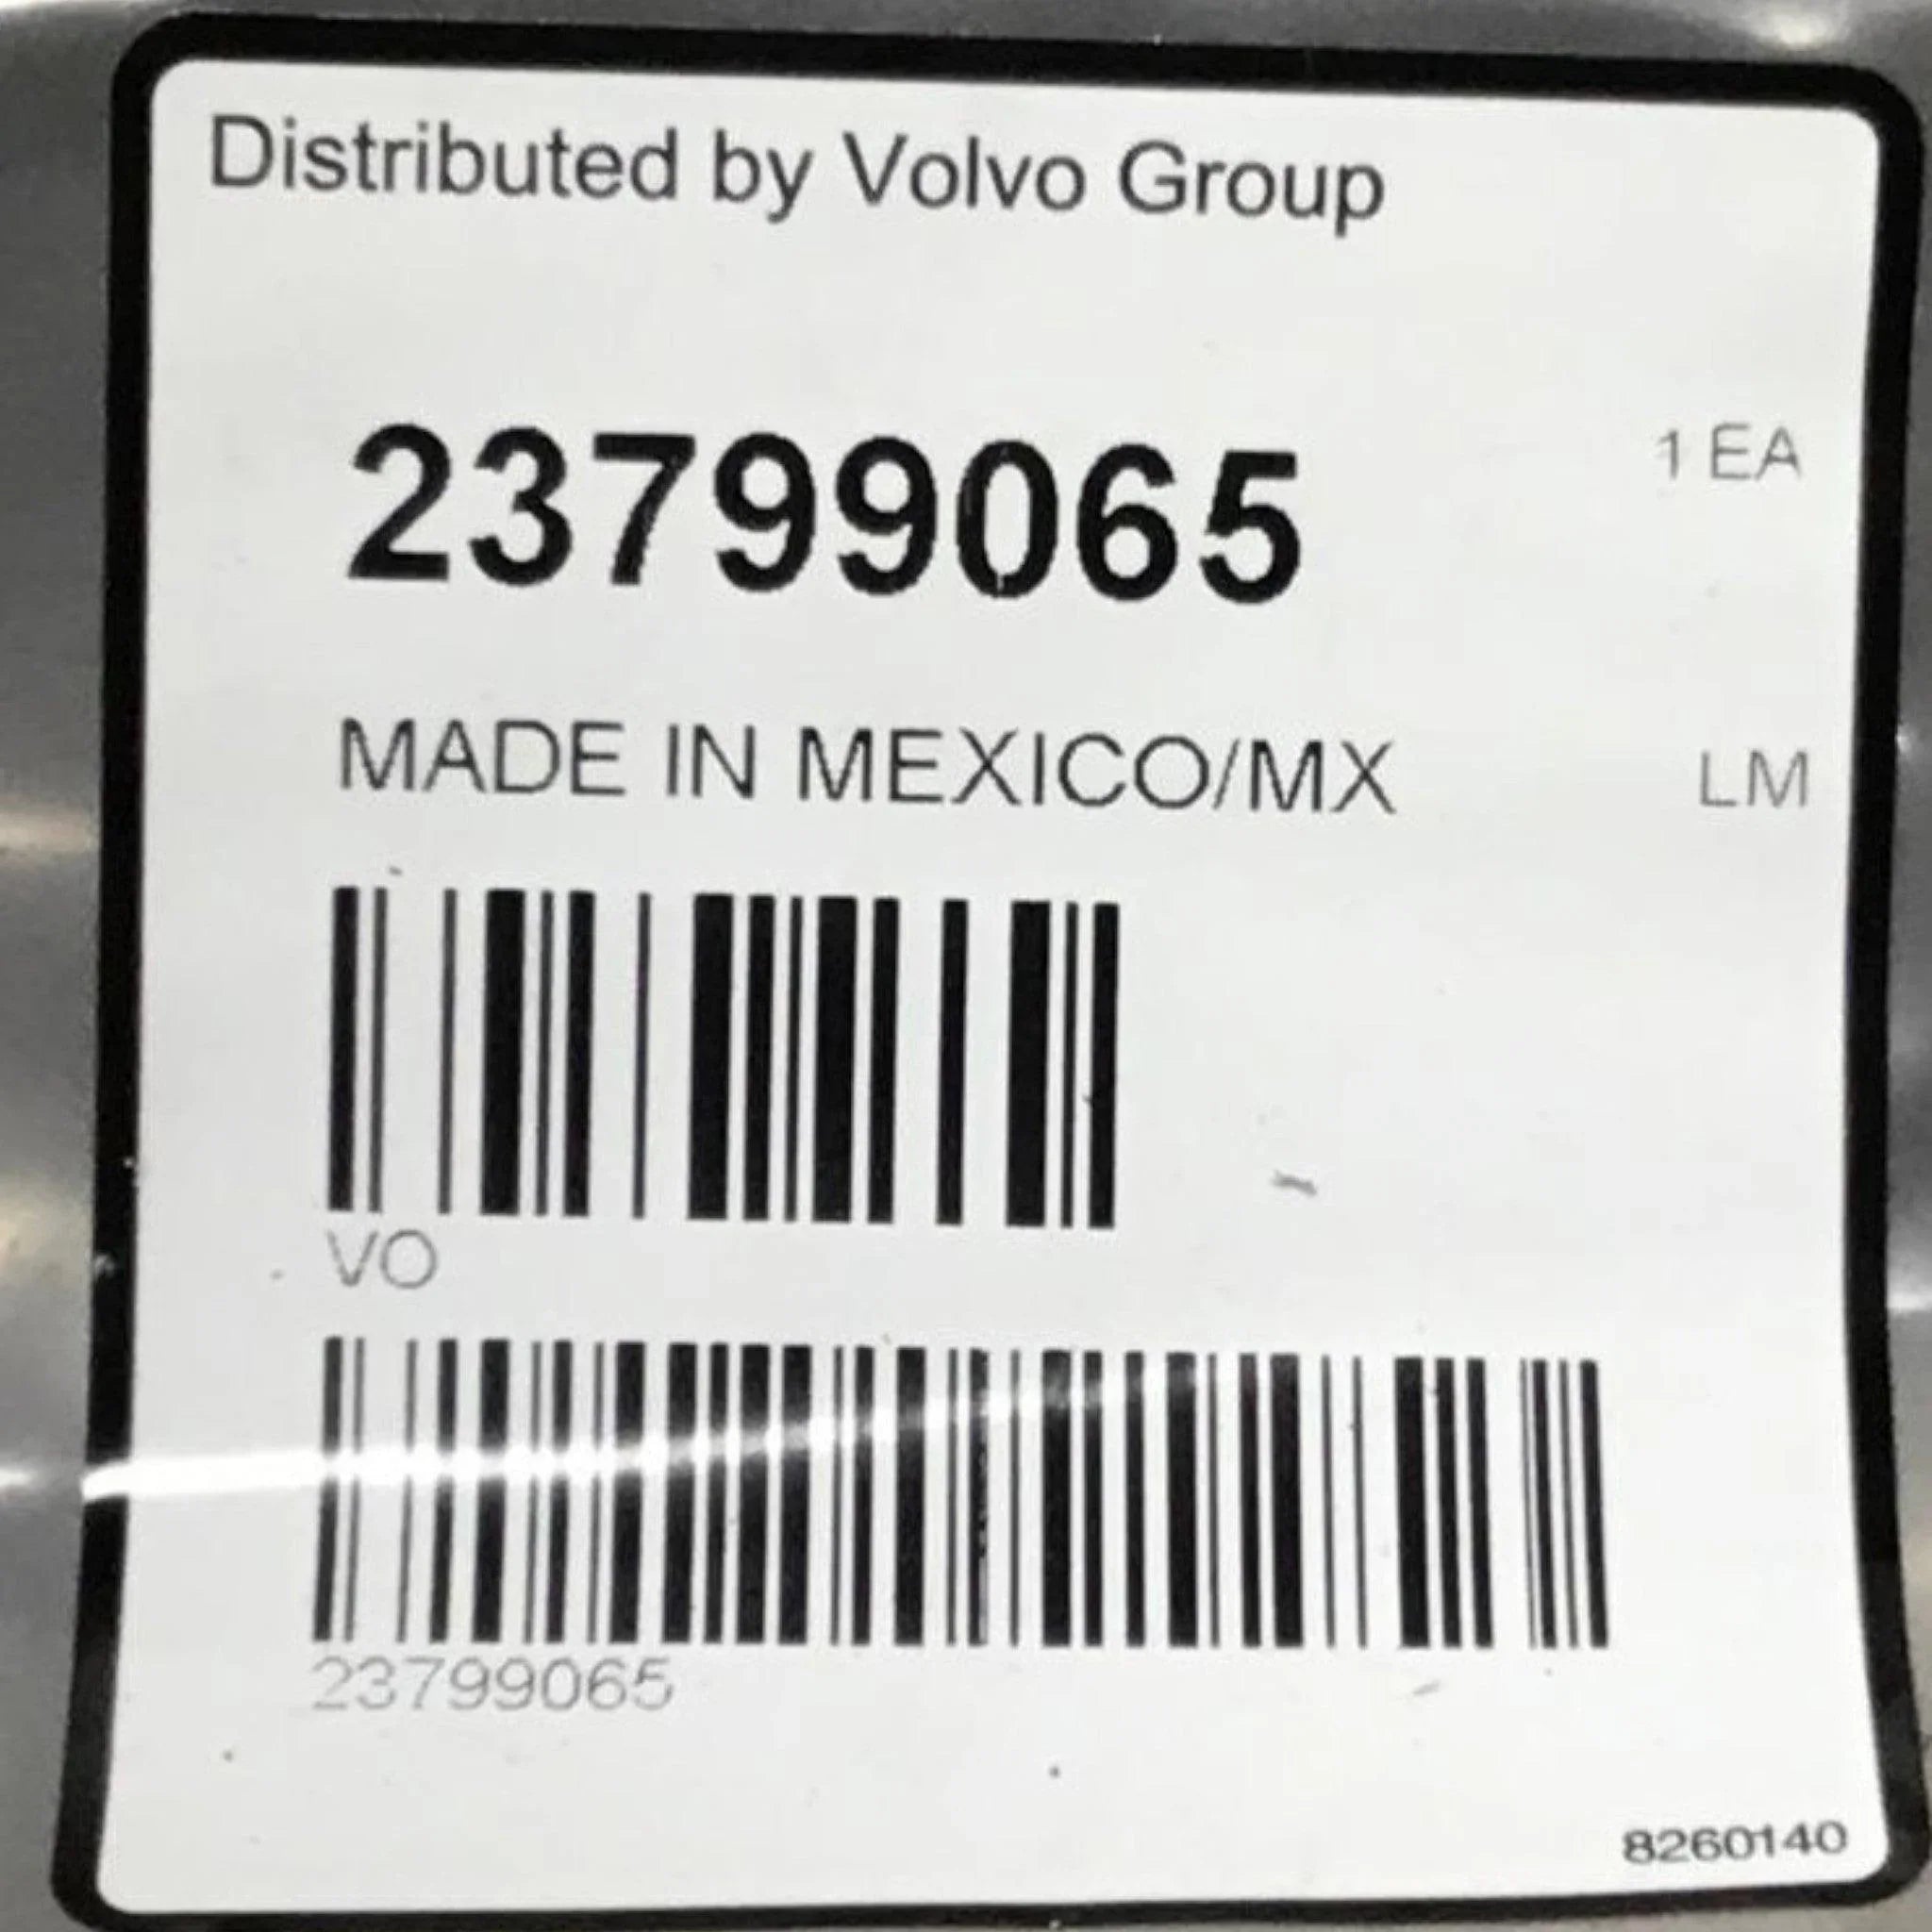 Distributed by Volvo Group
23799065
1 EA
MADE IN MEXICO/MX
LM
VO
23799065
8260140